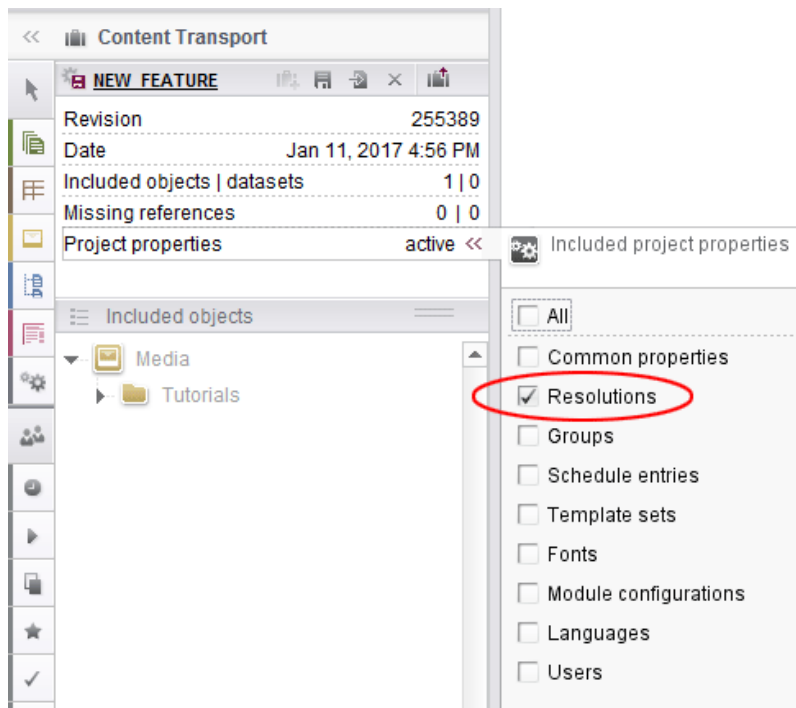 Content Transport
NEW_FEATURE
Revision 255389
Date Jan 11, 2017 4:56 PM
Included objects | datasets 1 | 0
Missing references 0 | 0
Project properties active
Included objects
Media
Tutorials
Included project properties
All
Common properties
Resolutions
Groups
Schedule entries
Template sets
Fonts
Module configurations
Languages
Users